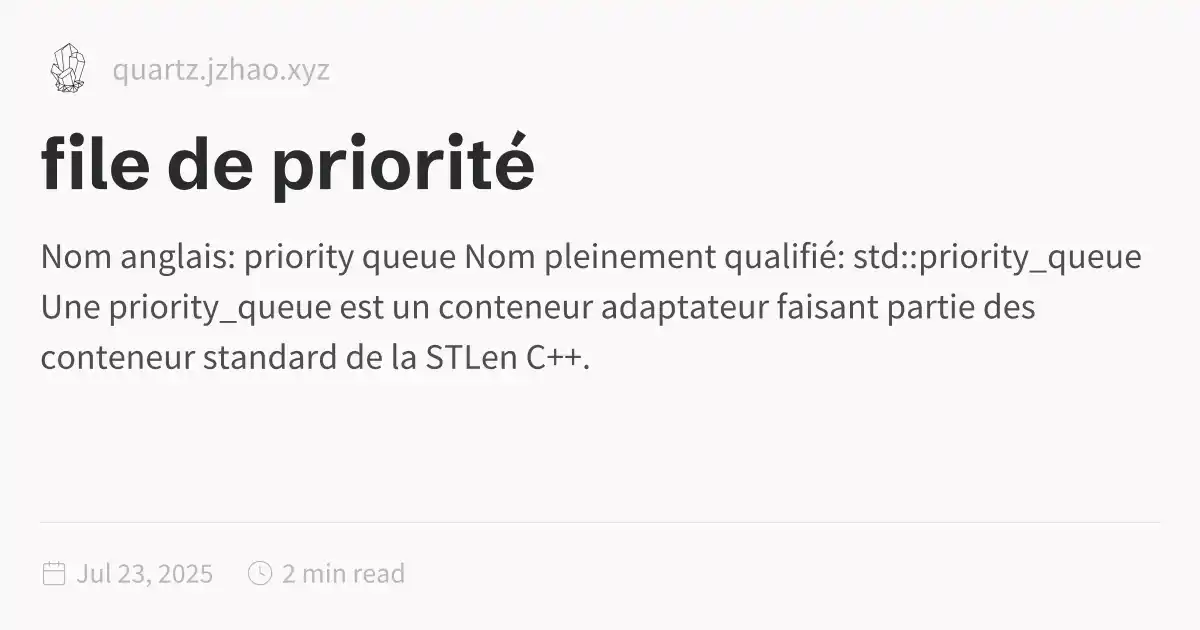 quartz.jzhao.xyz
file de priorité
Nom anglais: priority queue Nom pleinement qualifié: std::priority_queue
Une priority_queue est un conteneur adaptateur faisant partie des
conteneur standard de la STLen C++.
Jul 23, 2025 2 min read